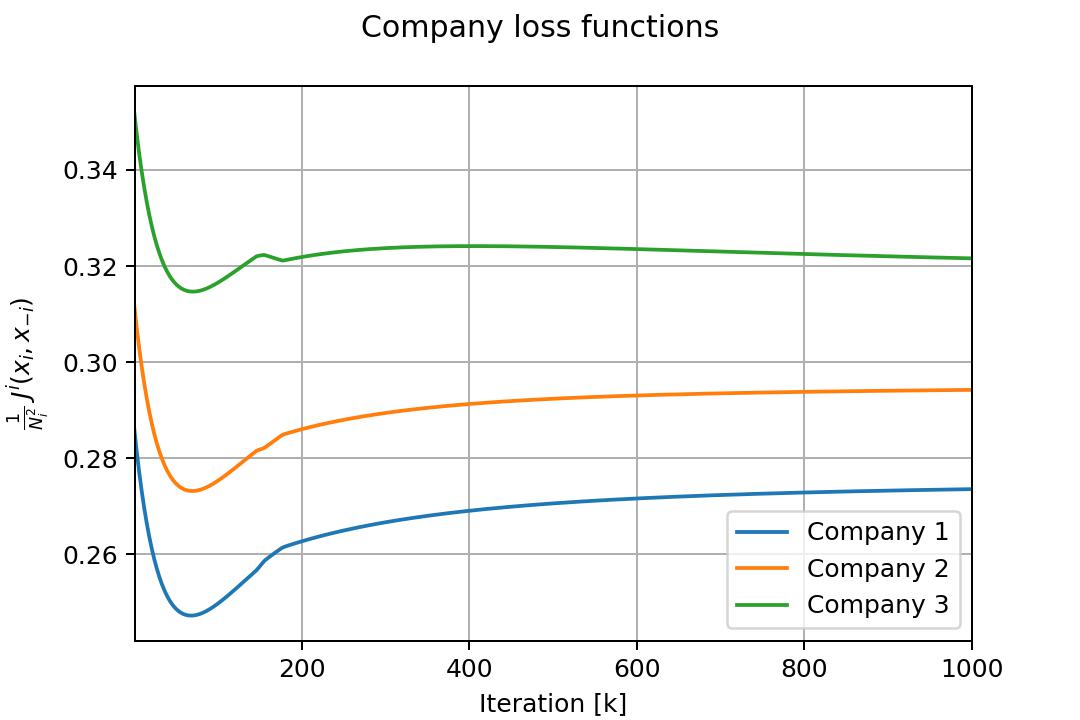 Company loss functions
0.34
0.32
0.30
0.28
0.26
$\frac{1}{N_i^2} J^i(x_i, x_{-i})$
200 400 600 800 1000
Iteration [k]
Company 1
Company 2
Company 3